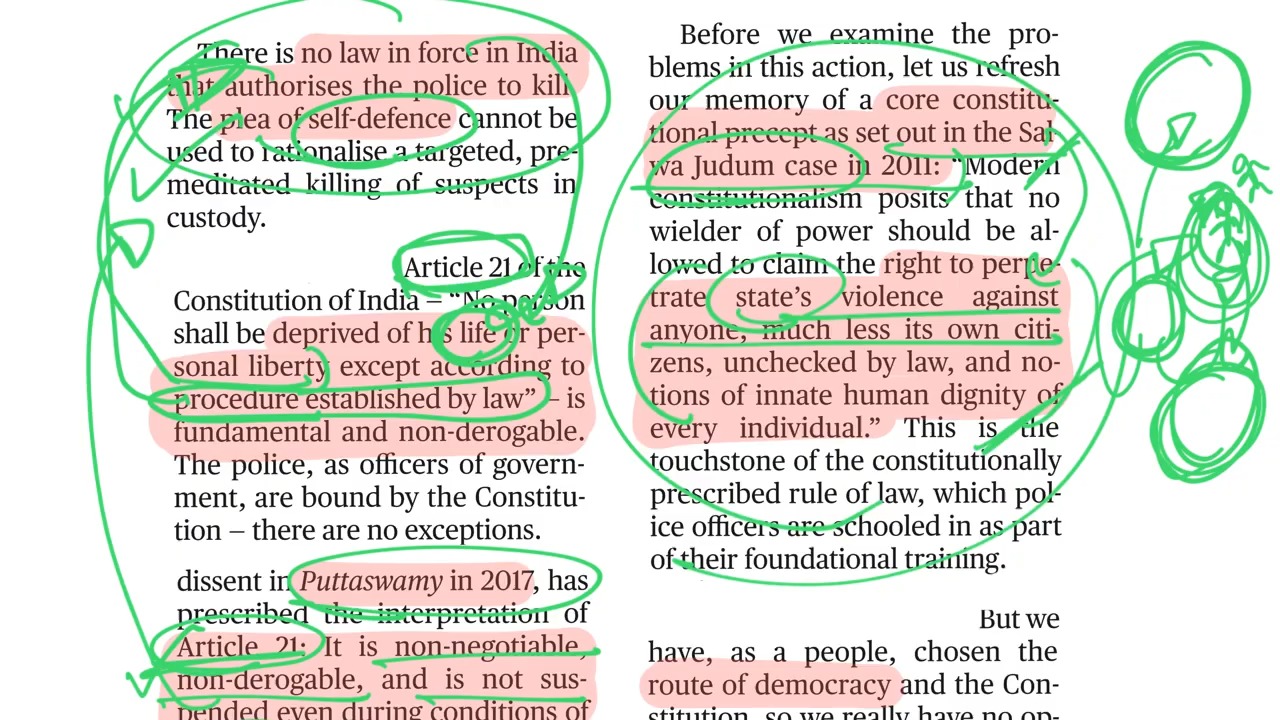 There is no law in force in India
that authorises the police to kill.
The plea of self-defence cannot be
used to rationalise a targeted, pre-
meditated killing of suspects in
custody.
Article 21 of the
Constitution of India – “No person
shall be deprived of his life or per-
sonal liberty except according to
procedure established by law” – is
fundamental and non-derogable.
The police, as officers of govern-
ment, are bound by the Constitu-
tion – there are no exceptions.
dissent in Puttaswamy in 2017, has
prescribed the interpretation of
Article 21: It is non-negotiable,
non-derogable, and is not sus-
pended even during conditions of
Before we examine the pro-
blems in this action, let us refresh
our memory of a core constitu-
tional precept as set out in the Sal-
wa Judum case in 2011: “Modern
constitutionalism posits that no
wielder of power should be al-
lowed to claim the right to perpe-
trate state’s violence against
anyone, much less its own citi-
zens, unchecked by law, and no-
tions of innate human dignity of
every individual.” This is the
touchstone of the constitutionally
prescribed rule of law, which pol-
ice officers are schooled in as part
of their foundational training.
But we
have, as a people, chosen the
route of democracy and the Con-
stitution, so we really have no op-